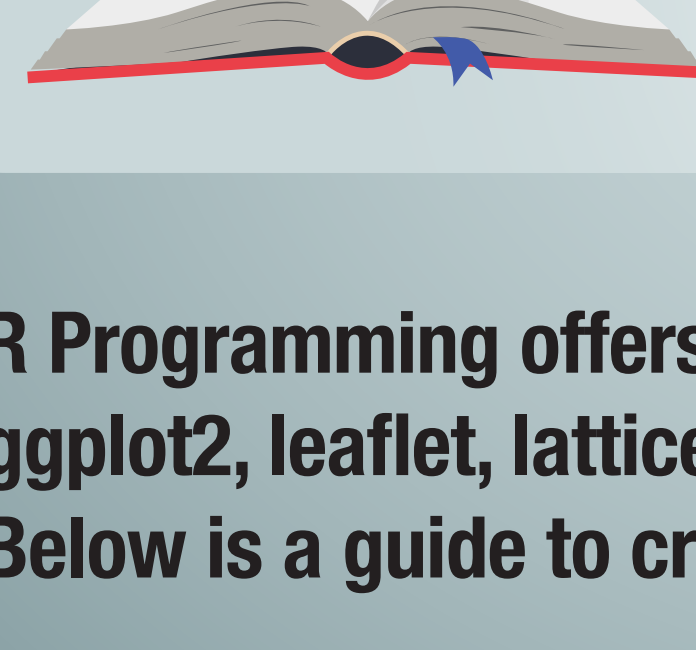 R Programming offers
ggplot2, leaflet, lattice
Below is a guide to cr